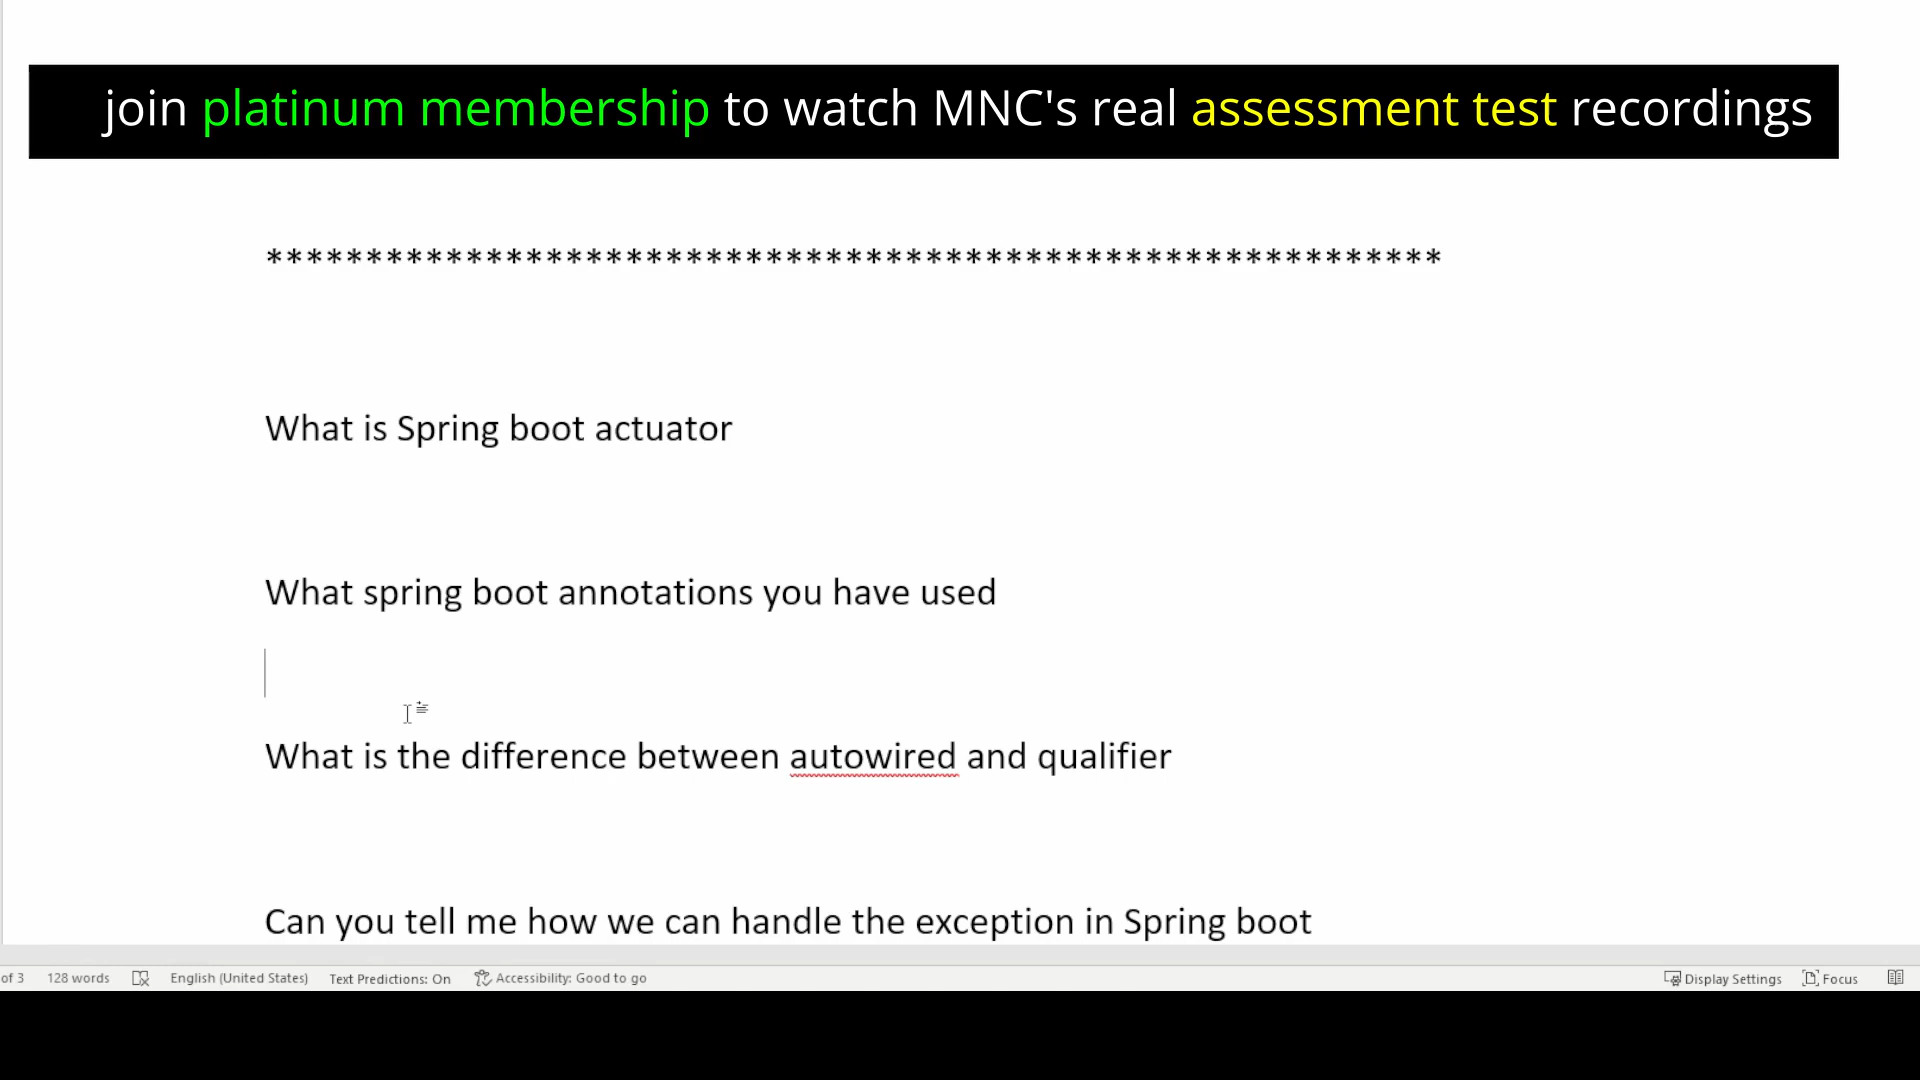 join platinum membership to watch MNC's real assessment test recordings
***********************************************************
What is Spring boot actuator
What spring boot annotations you have used
What is the difference between autowired and qualifier
Can you tell me how we can handle the exception in Spring boot
of 3 128 words English (United States) Text Predictions: On Accessibility: Good to go Display Settings Focus